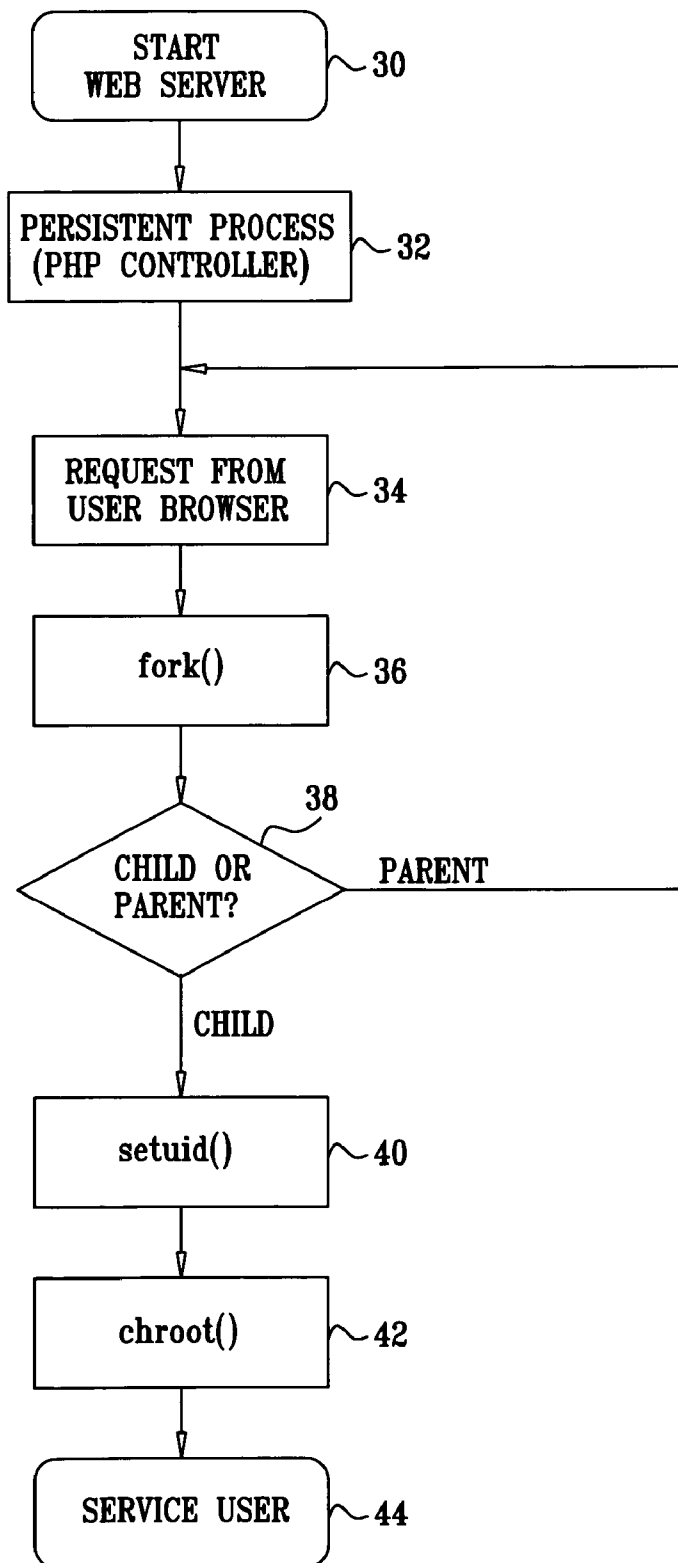 START
WEB SERVER
30
PERSISTENT PROCESS
(PHP CONTROLLER)
32
REQUEST FROM
USER BROWSER
34
fork()
36
38
CHILD OR
PARENT?
PARENT
CHILD
setuid()
40
chroot()
42
SERVICE USER
44